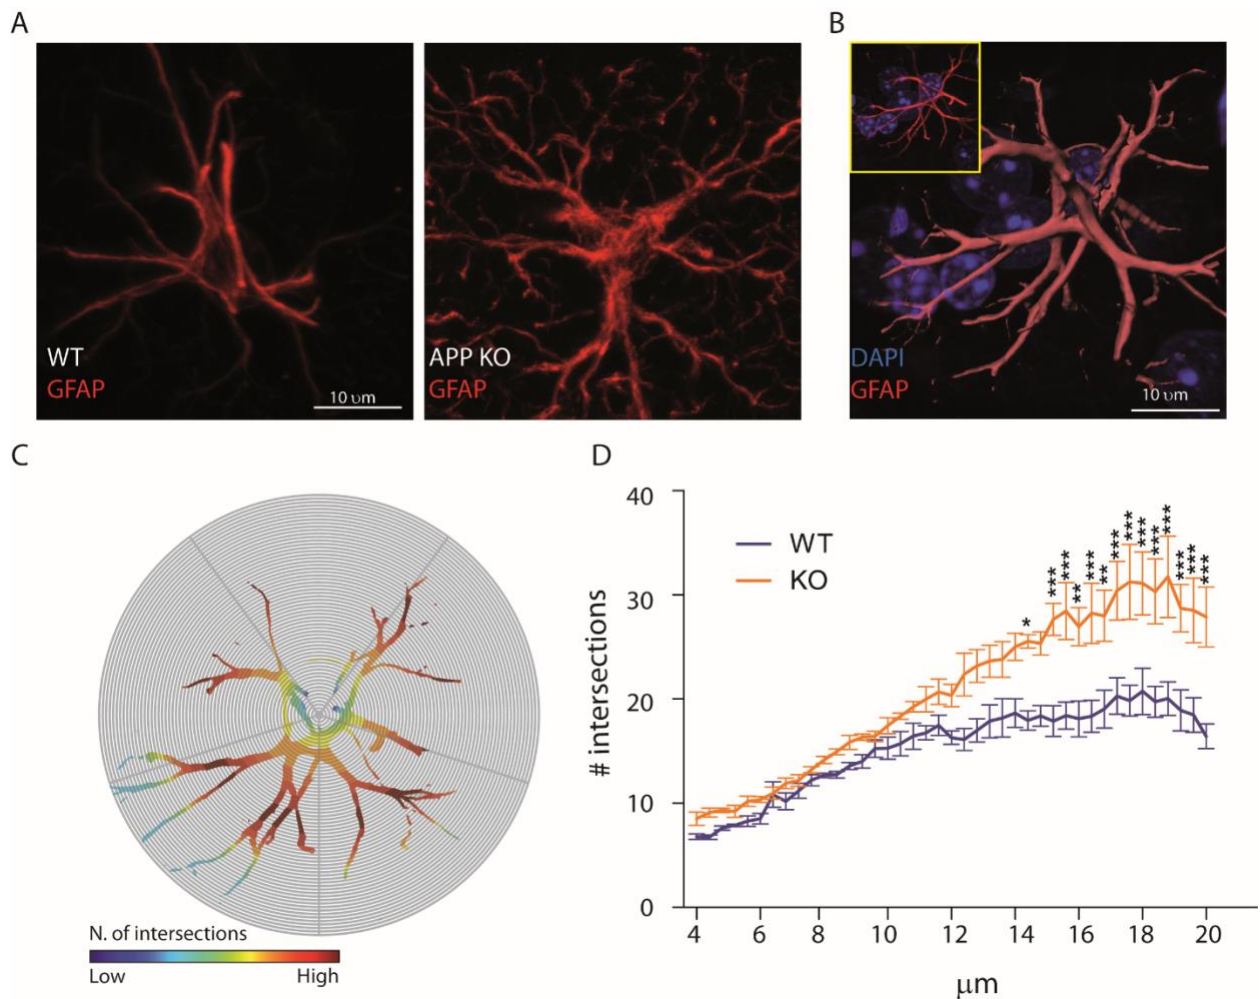 A
WT
GFAP
10 υm
APP KO
GFAP
B
DAPI
GFAP
10 υm
C
N. of intersections
Low
High
D
# intersections
40
30
20
10
0
WT
KO
*
***
***
**
***
**
***
***
***
***
***
***
***
***
4
6
8
10
12
14
16
18
20
μm